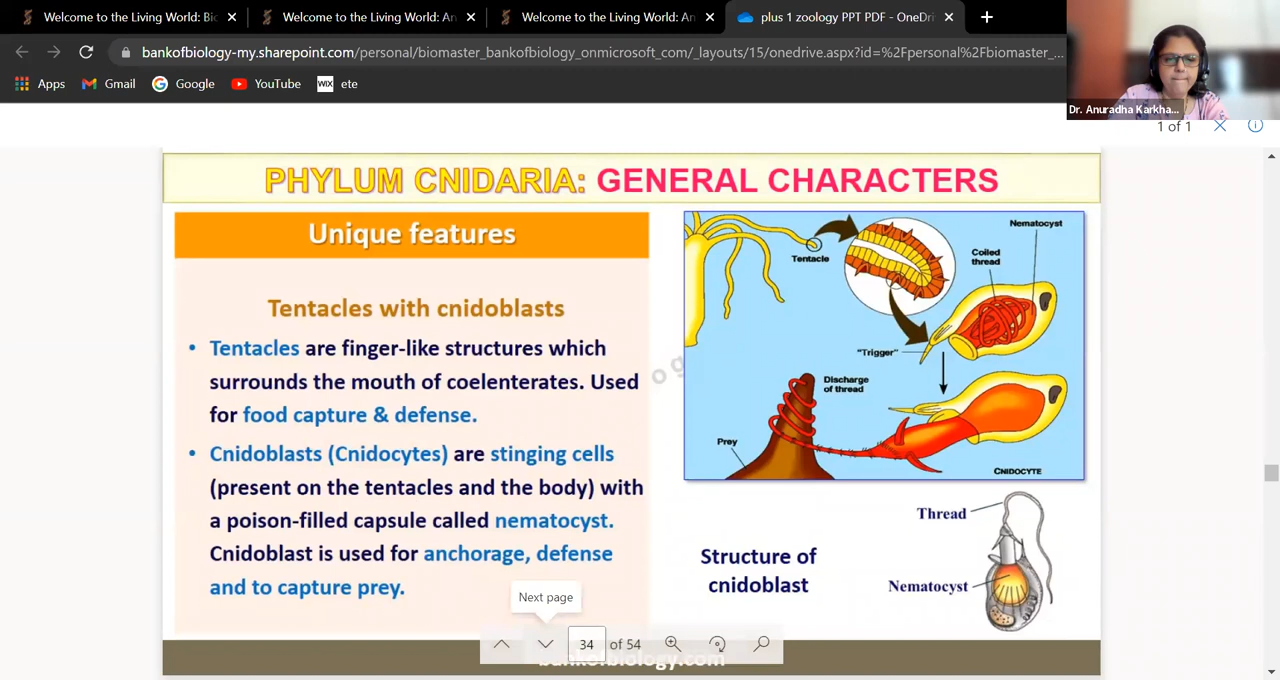 Welcome to the Living World: Bio
Welcome to the Living World: An
Welcome to the Living World: An
plus 1 zoology PPT PDF - OneDri
bankofbiology-my.sharepoint.com/personal/biomaster_bankofbiology_onmicrosoft_com/_layouts/15/onedrive.aspx?id=%2Fpersonal%2Fbiomaster_...
Apps
Gmail
Google
YouTube
WIX
ete
Dr. Anuradha Karkha...
1 of 1
PHYLUM CNIDARIA: GENERAL CHARACTERS
Unique features
Tentacles with cnidoblasts
• Tentacles are finger-like structures which
surrounds the mouth of coelenterates. Used
for food capture & defense.
• Cnidoblasts (Cnidocytes) are stinging cells
(present on the tentacles and the body) with
a poison-filled capsule called nematocyst.
Cnidoblast is used for anchorage, defense
and to capture prey.
Nematocyst
Coiled
thread
Tentacle
"Trigger"
Discharge
of thread
Prey
CNIDOCYTE
Structure of
cnidoblast
Thread
Nematocyst
Next page
34 of 54
bankofbiology.com